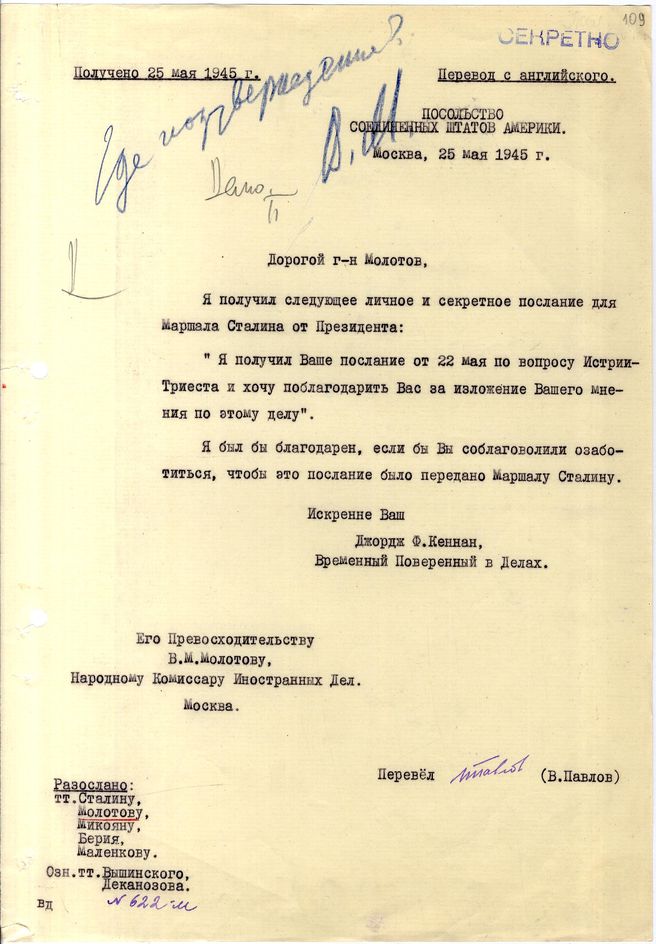 109
СЕКРЕТНО
Получено 25 мая 1945 г.
Перевод с английского.
Где подтверждение?
В. М.
ПОСОЛЬСТВО
СОЕДИНЕННЫХ ШТАТОВ АМЕРИКИ.
Москва, 25 мая 1945 г.
Дорогой г-н Молотов,
Я получил следующее личное и секретное послание для
Маршала Сталина от Президента:
" Я получил Ваше послание от 22 мая по вопросу Истрии-
Триеста и хочу поблагодарить Вас за изложение Вашего мне-
ния по этому делу".
Я был бы благодарен, если бы Вы соблаговолили озабо-
титься, чтобы это послание было передано Маршалу Сталину.
Искренне Ваш
Джордж Ф.Кеннан,
Временный Поверенный в Делах.
Его Превосходительству
В.М.Молотову,
Народному Комиссару Иностранных Дел.
Москва.
Перевёл Павлов (В.Павлов)
Разослано:
тт.Сталину,
Молотову,
Микояну,
Берия,
Маленкову.
Озн.тт.Вышинского,
Деканозова.
вд
N 622-м